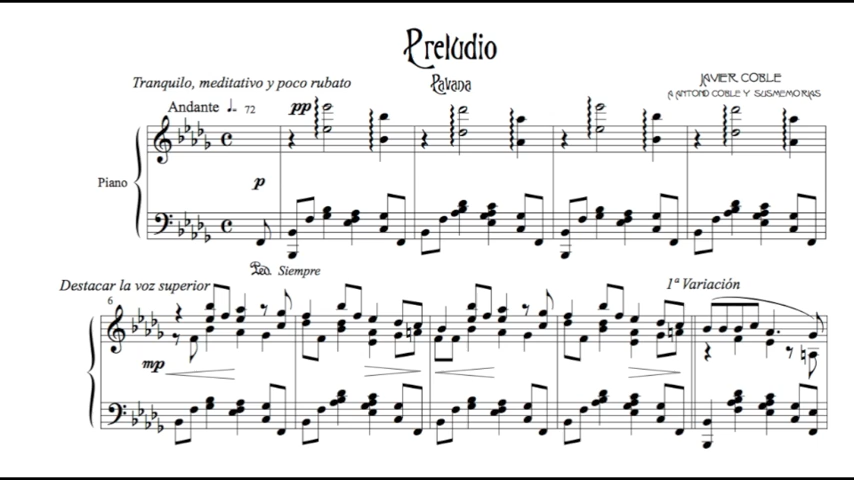 Preludio
Pavana
Tranquilo, meditativo y poco rubato
JAVIER COBLE
A ANTONIO COBLE Y SUS MEMORIAS
Andante ♩. 72
pp
Piano
p
Ped. Siempre
Destacar la voz superior
1ª Variación
6
mp